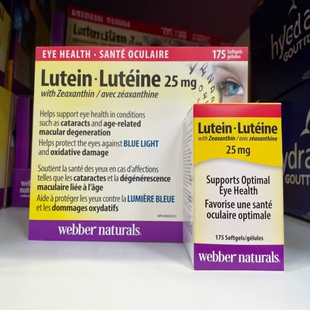 EYE HEALTH • SANTÉ OCULAIRE
175 Softgels
gélules
Lutein • Lutéine 25 mg
with Zeaxanthin / avec zéaxanthine
Helps support eye health in conditions
such as cataracts and age-related
macular degeneration
Helps protect the eyes against BLUE LIGHT
and oxidative damage
Soutient la santé des yeux en cas d'affections
telles que les cataracts et la dégénérescence
maculaire liée à l'âge
Aide à protéger les yeux contre la LUMIÈRE BLEUE
et les dommages oxydatifs
webber naturals.
Lutein • Lutéine
with Zeaxanthin / avec zéaxanthine
25 mg
Supports Optimal
Eye Health
Favorise une santé
oculaire optimale
175 Softgels/gélules
webber naturals.